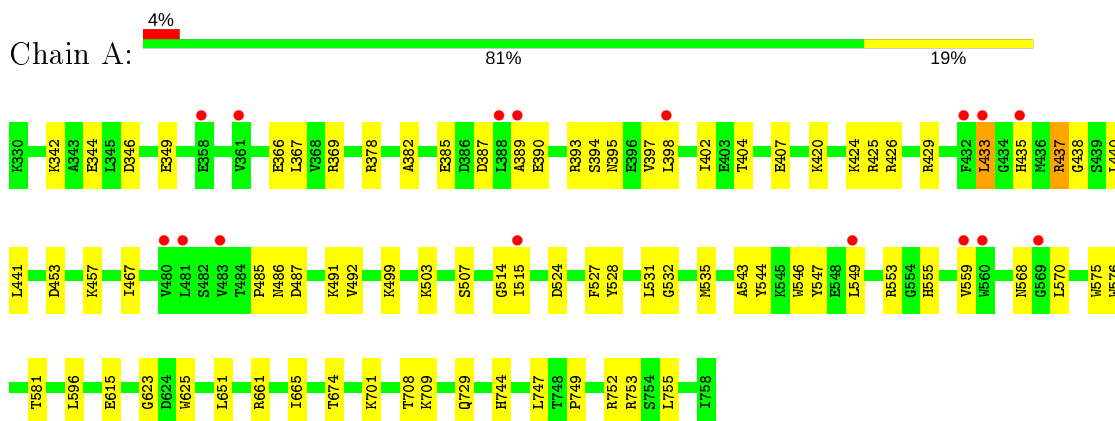 4%
Chain A:
81% 19%
K330 K342 A343 E344 L345 D346 E349 E358 V361 E366 L367 V368 R369 R378 A382 E385 D386 D387 L388 A389 E390 R393 S394 N395 E396 V397 L398 I402 E403 T404 E407 K420 K424 R425 R426 R429 F432 L433 G434 H435 M436 R437 G438 S439 L440
L441 D453 K457 I467 V480 L481 S482 V483 T484 P485 N486 D487 K491 V492 K499 K503 S507 G514 I515 D524 F527 Y528 L531 G532 M535 A543 Y544 K545 W546 Y547 E548 L549 R553 G554 H555 V559 W560 N568 G569 L570 W575 W576
T581 L596 E615 G623 D624 W625 L651 R661 I665 T674 K701 T708 K709 Q729 H744 L747 T748 P749 R752 R753 S754 L755 I758